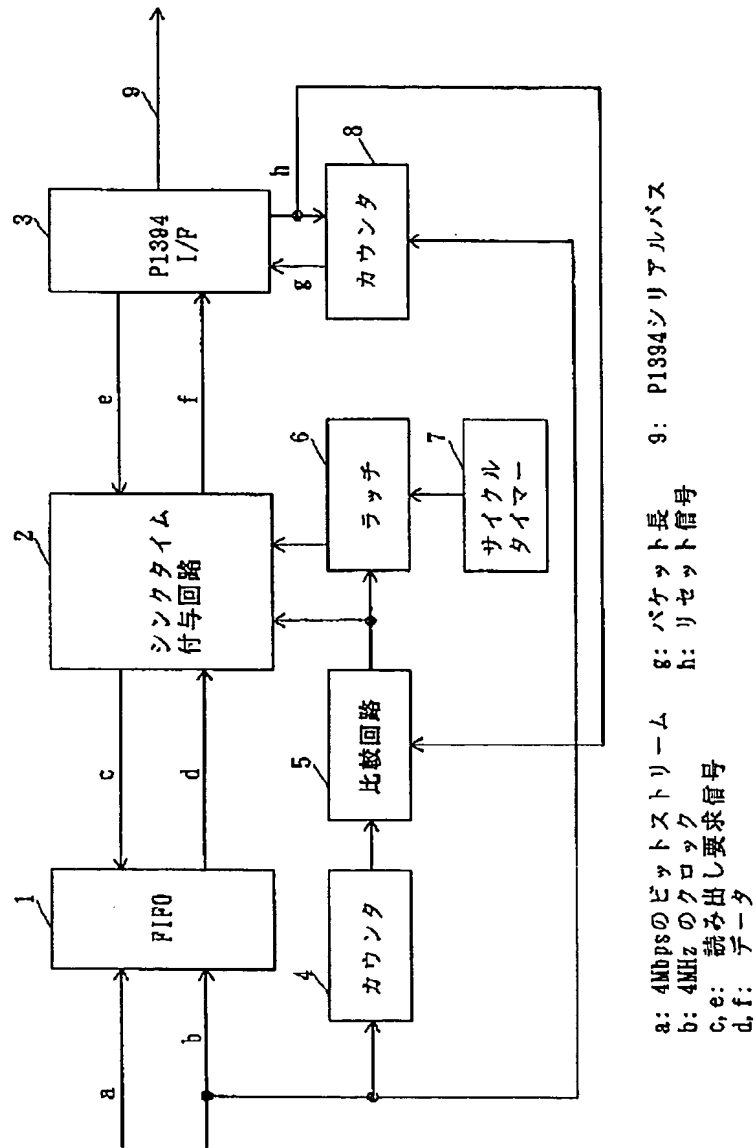 1
FIFO
2
シンクタイム
付与回路
3
P1394
I/F
4
カウンタ
5
比較回路
6
ラッチ
7
サイクル
タイマー
8
カウンタ
9
a
b
c
d
e
f
g
h
a: 4Mbpsのビットストリーム
b: 4MHz のクロック
c,e: 読み出し要求信号
d,f: データ
g: パケット長
h: リセット信号
9: P1394シリアルバス